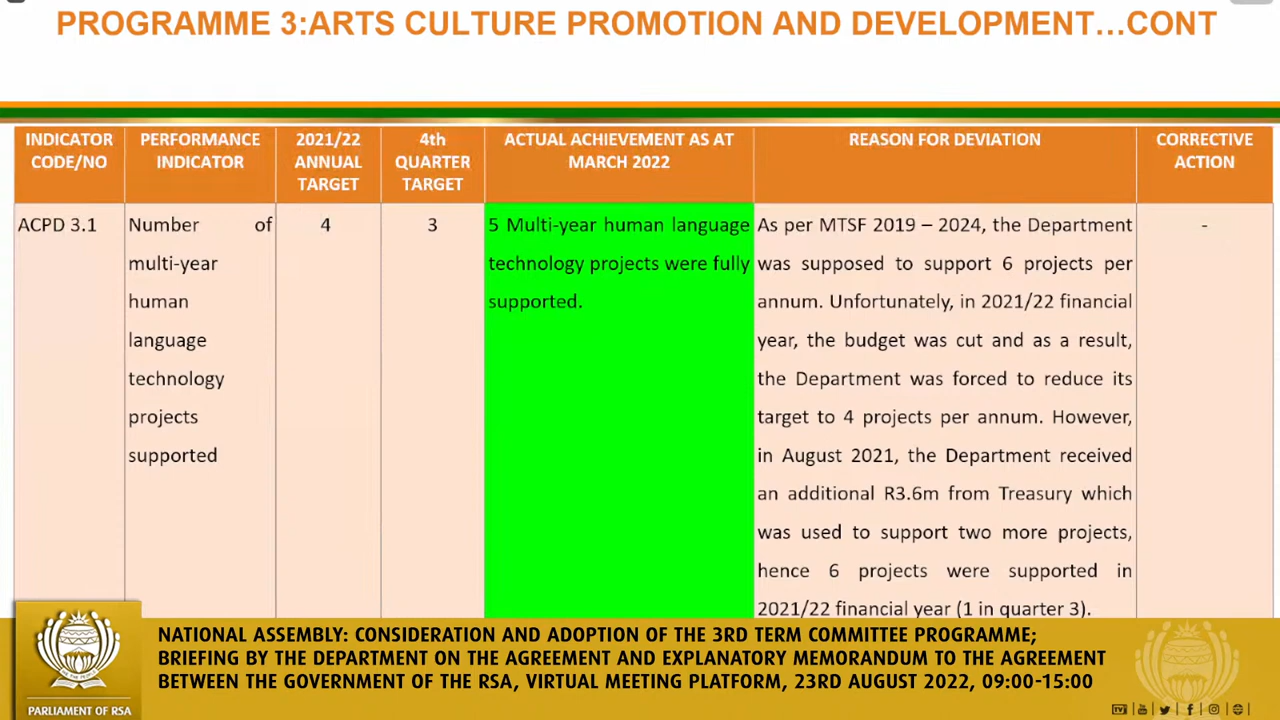 PROGRAMME 3:ARTS CULTURE PROMOTION AND DEVELOPMENT…CONT
INDICATOR CODE/NO
PERFORMANCE INDICATOR
2021/22 ANNUAL TARGET
4th QUARTER TARGET
ACTUAL ACHIEVEMENT AS AT MARCH 2022
REASON FOR DEVIATION
CORRECTIVE ACTION
ACPD 3.1
Number of
multi-year
human
language
technology
projects
supported
4
3
5 Multi-year human language
technology projects were fully
supported.
As per MTSF 2019 – 2024, the Department
was supposed to support 6 projects per
annum. Unfortunately, in 2021/22 financial
year, the budget was cut and as a result,
the Department was forced to reduce its
target to 4 projects per annum. However,
in August 2021, the Department received
an additional R3.6m from Treasury which
was used to support two more projects,
hence 6 projects were supported in
2021/22 financial year (1 in quarter 3).
-
NATIONAL ASSEMBLY: CONSIDERATION AND ADOPTION OF THE 3RD TERM COMMITTEE PROGRAMME;
BRIEFING BY THE DEPARTMENT ON THE AGREEMENT AND EXPLANATORY MEMORANDUM TO THE AGREEMENT
BETWEEN THE GOVERNMENT OF THE RSA, VIRTUAL MEETING PLATFORM, 23RD AUGUST 2022, 09:00-15:00
PARLIAMENT OF RSA